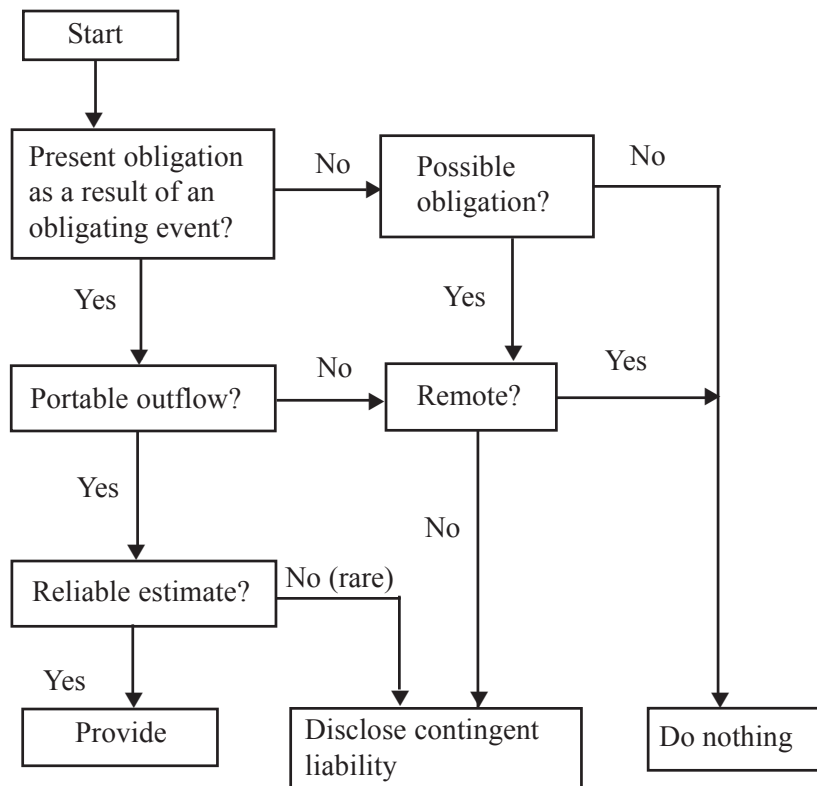 Start
Present obligation
as a result of an
obligating event?
No
Possible
obligation?
No
Yes
Yes
Portable outflow?
No
Remote?
Yes
Yes
No
Reliable estimate?
No (rare)
Yes
Provide
Disclose contingent
liability
Do nothing